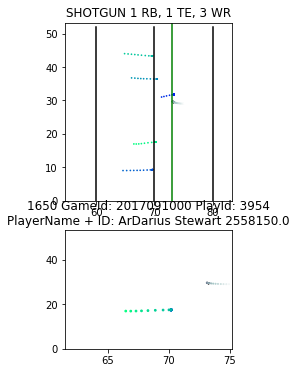 SHOTGUN 1 RB, 1 TE, 3 WR
50
40
30
20
10
0
60 70 80
1650 GameId: 2017091000 PlayId: 3954
PlayerName + ID: ArDarius Stewart 2558150.0
40
20
0
65 70 75